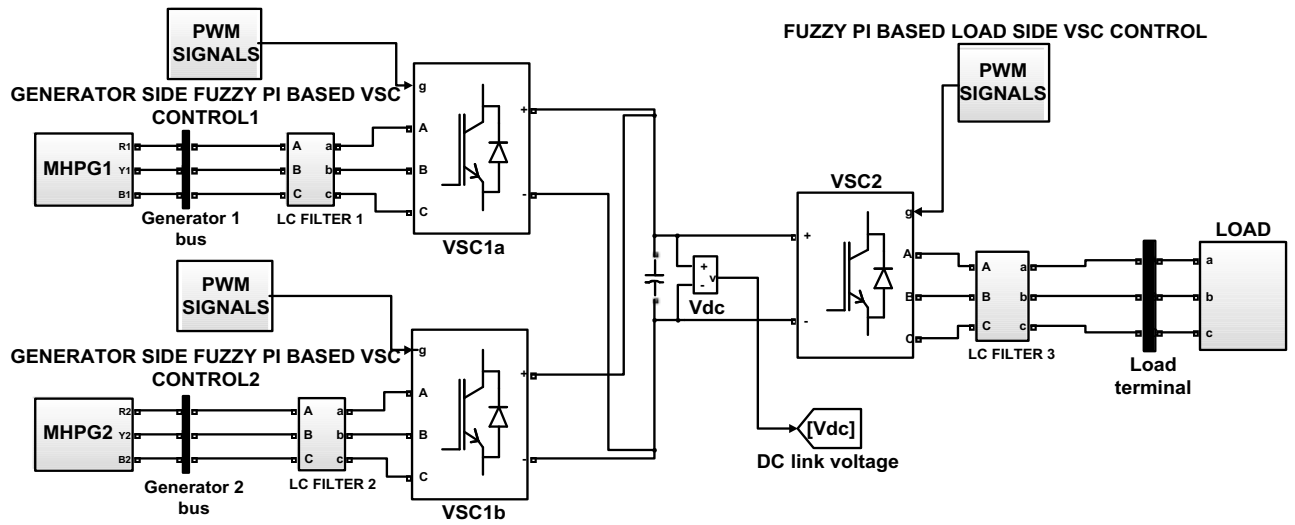 PWM
SIGNALS
GENERATOR SIDE FUZZY PI BASED VSC
CONTROL1
MHPG1
R1
Y1
B1
Generator 1
bus
A
B
C
a
b
c
LC FILTER 1
g
A
B
C
+
-
VSC1a
PWM
SIGNALS
GENERATOR SIDE FUZZY PI BASED VSC
CONTROL2
MHPG2
R2
Y2
B2
Generator 2
bus
A
B
C
a
b
c
LC FILTER 2
g
A
B
C
+
-
VSC1b
+
-
v
Vdc
[Vdc]
DC link voltage
FUZZY PI BASED LOAD SIDE VSC CONTROL
PWM
SIGNALS
VSC2
+
-
g
A
B
C
A
B
C
a
b
c
LC FILTER 3
Load
terminal
LOAD
a
b
c